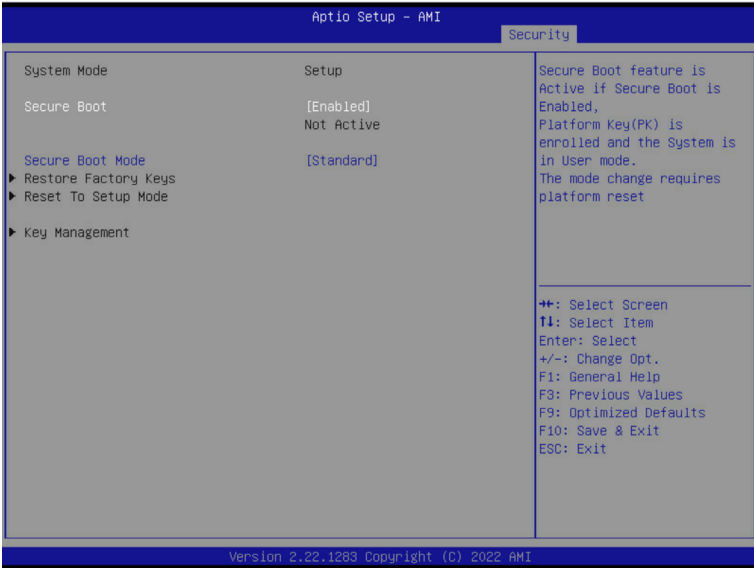 Aptio Setup – AMI
Security
System Mode Setup
Secure Boot [Enabled]
Not Active
Secure Boot Mode [Standard]
▶ Restore Factory Keys
▶ Reset To Setup Mode
▶ Key Management
Secure Boot feature is
Active if Secure Boot is
Enabled,
Platform Key(PK) is
enrolled and the System is
in User mode.
The mode change requires
platform reset
→←: Select Screen
↑↓: Select Item
Enter: Select
+/-: Change Opt.
F1: General Help
F3: Previous Values
F9: Optimized Defaults
F10: Save & Exit
ESC: Exit
Version 2.22.1283 Copyright (C) 2022 AMI